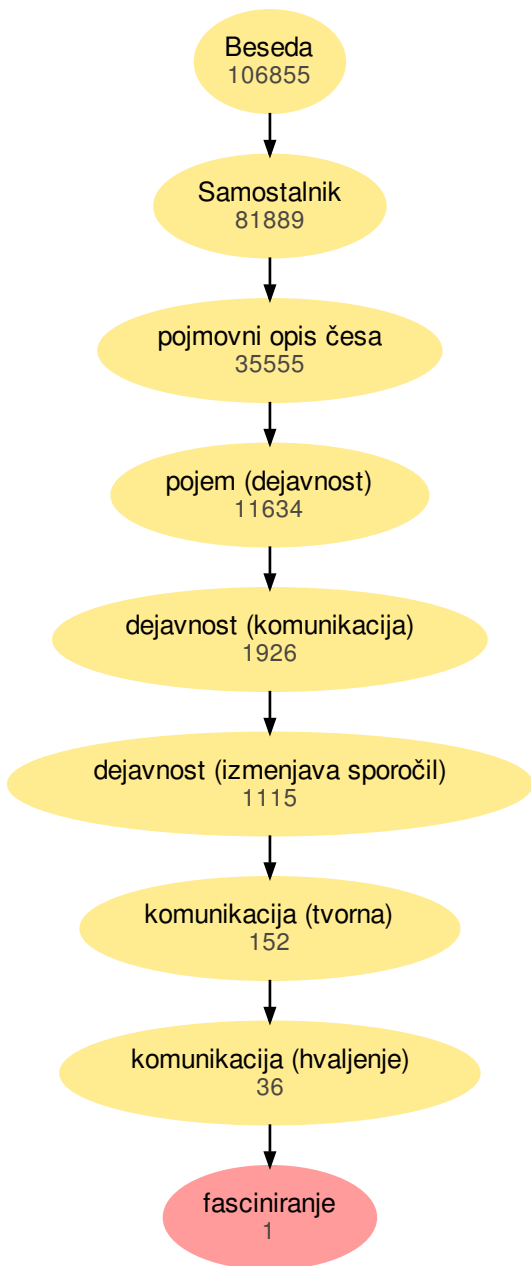 Beseda
106855
Samostalnik
81889
pojmovni opis česa
35555
pojem (dejavnost)
11634
dejavnost (komunikacija)
1926
dejavnost (izmenjava sporočil)
1115
komunikacija (tvorna)
152
komunikacija (hvaljenje)
36
fasciniranje
1